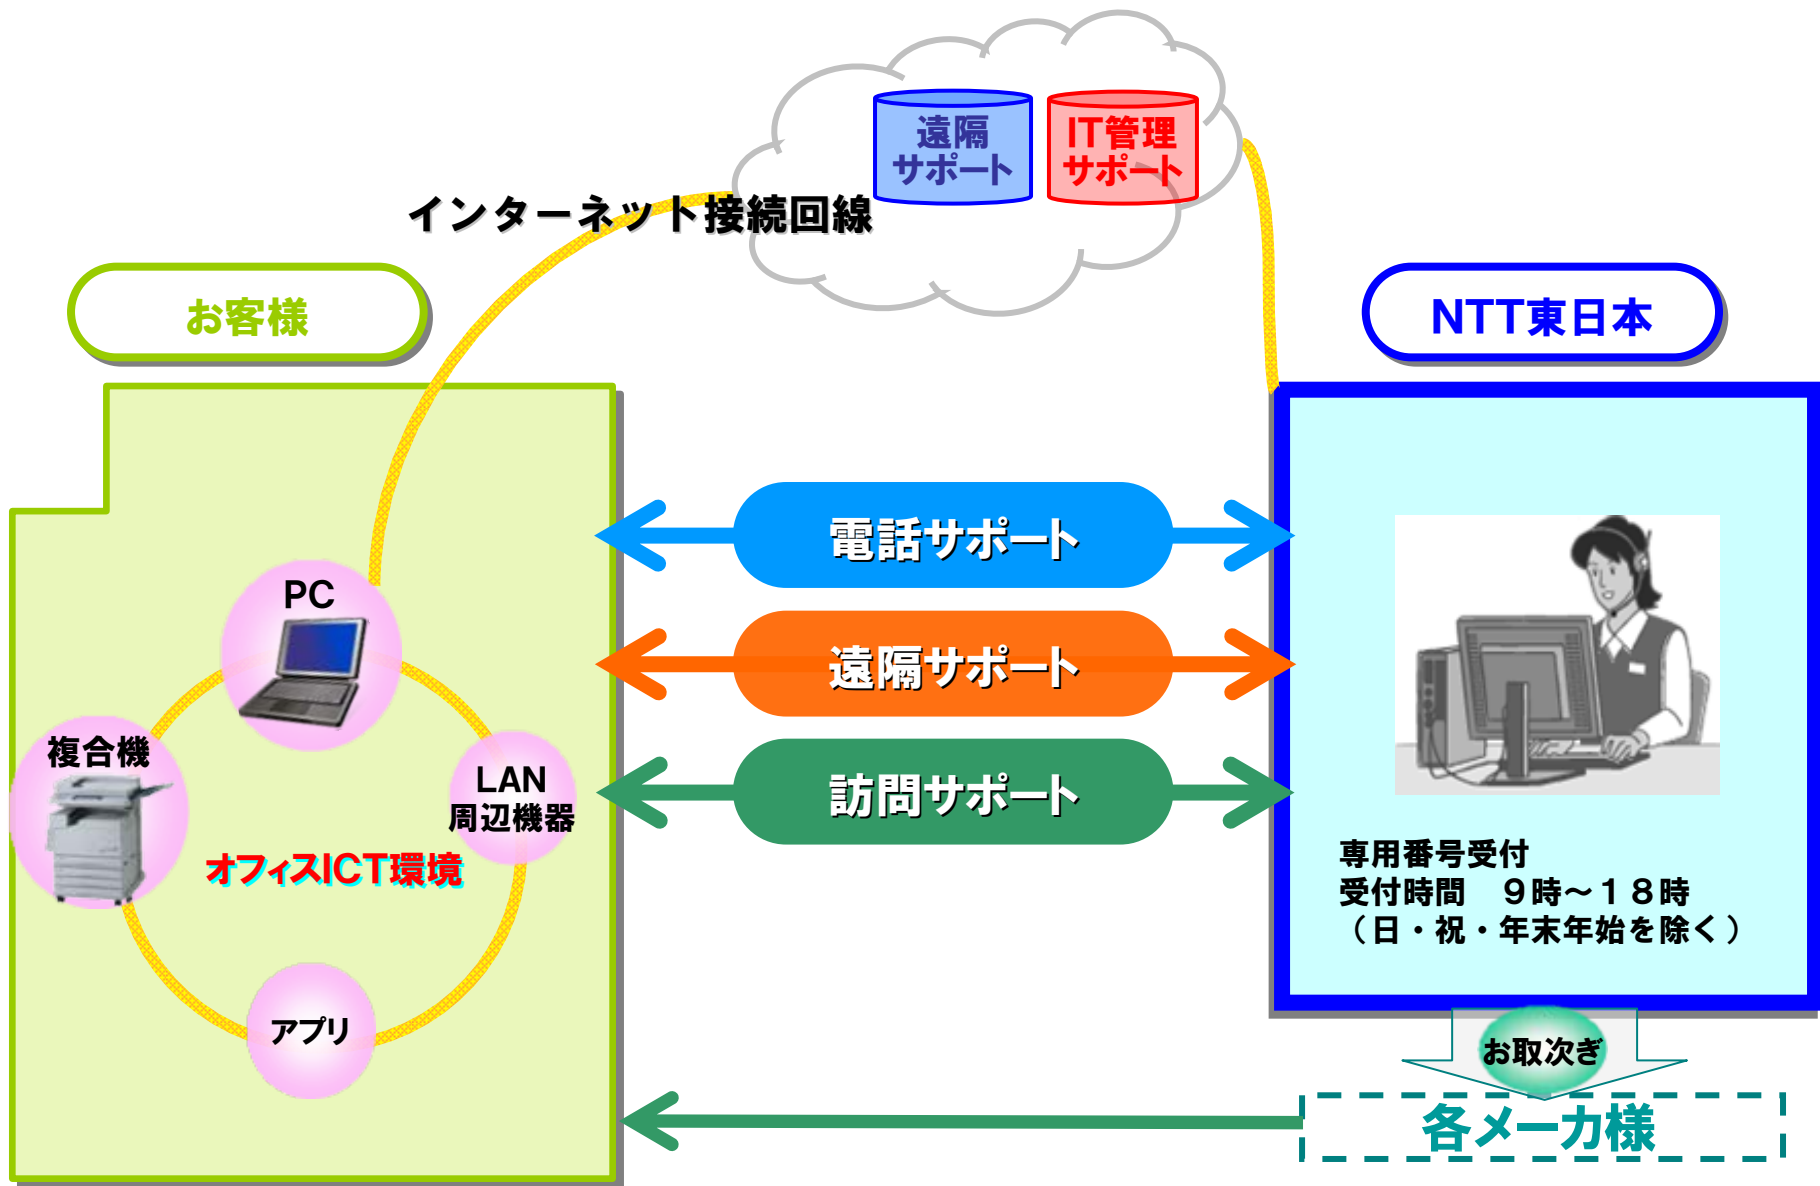 遠隔
サポート
IT管理
サポート
インターネット接続回線
お客様
NTT東日本
電話サポート
遠隔サポート
訪問サポート
PC
複合機
LAN
周辺機器
オフィスICT環境
アプリ
専用番号受付
受付時間　９時～１８時
（日・祝・年末年始を除く）
お取次ぎ
各メーカ様